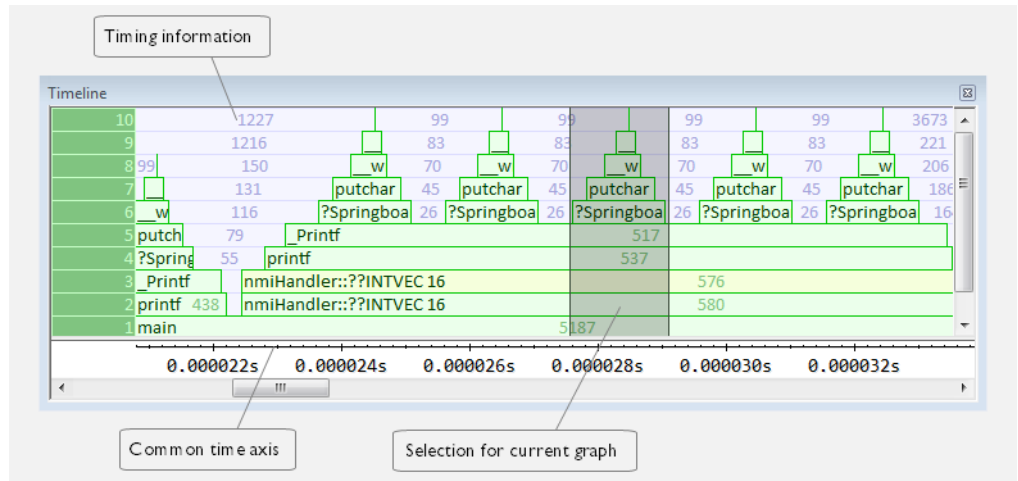 Timing information
Timeline
10 1227 99 99 99 99 3673
9 1216 83 83 83 83 221
8 99 150 __w 70 __w 70 __w 70 __w 70 __w 206
7 131 putchar 45 putchar 45 putchar 45 putchar 45 putchar 186
6 __w 116 ?Springboa 26 ?Springboa 26 ?Springboa 26 ?Springboa 26 ?Springboa 16
5 putch 79 _Printf 517
4 ?Spring 55 printf 537
3 _Printf nmiHandler::??INTVEC 16 576
2 printf 438 nmiHandler::??INTVEC 16 580
1 main 5187
0.000022s 0.000024s 0.000026s 0.000028s 0.000030s 0.000032s
Common time axis
Selection for current graph